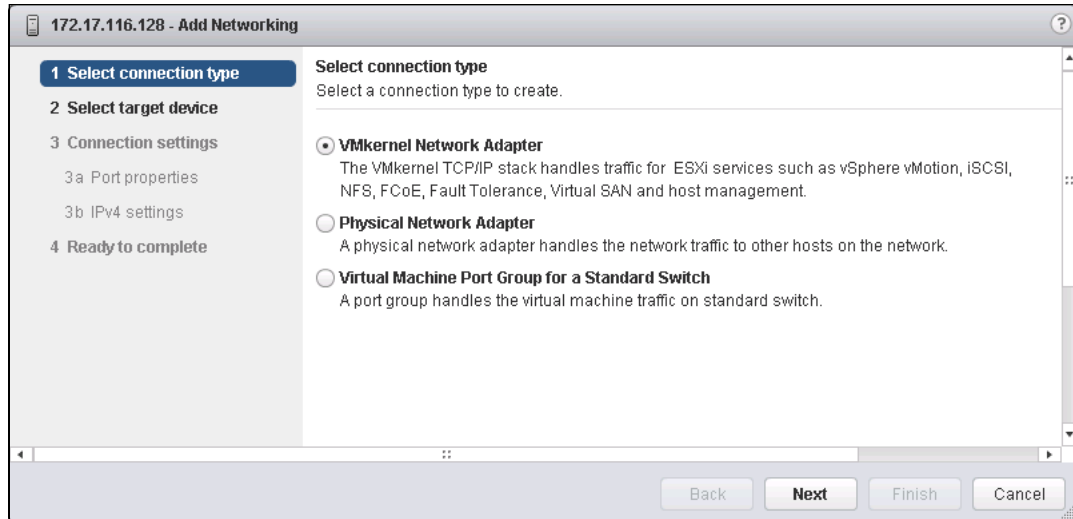 172.17.116.128 - Add Networking
?
1 Select connection type
2 Select target device
3 Connection settings
3a Port properties
3b IPv4 settings
4 Ready to complete
Select connection type
Select a connection type to create.
VMkernel Network Adapter
The VMkernel TCP/IP stack handles traffic for ESXi services such as vSphere vMotion, iSCSI,
NFS, FCoE, Fault Tolerance, Virtual SAN and host management.
Physical Network Adapter
A physical network adapter handles the network traffic to other hosts on the network.
Virtual Machine Port Group for a Standard Switch
A port group handles the virtual machine traffic on standard switch.
Back
Next
Finish
Cancel